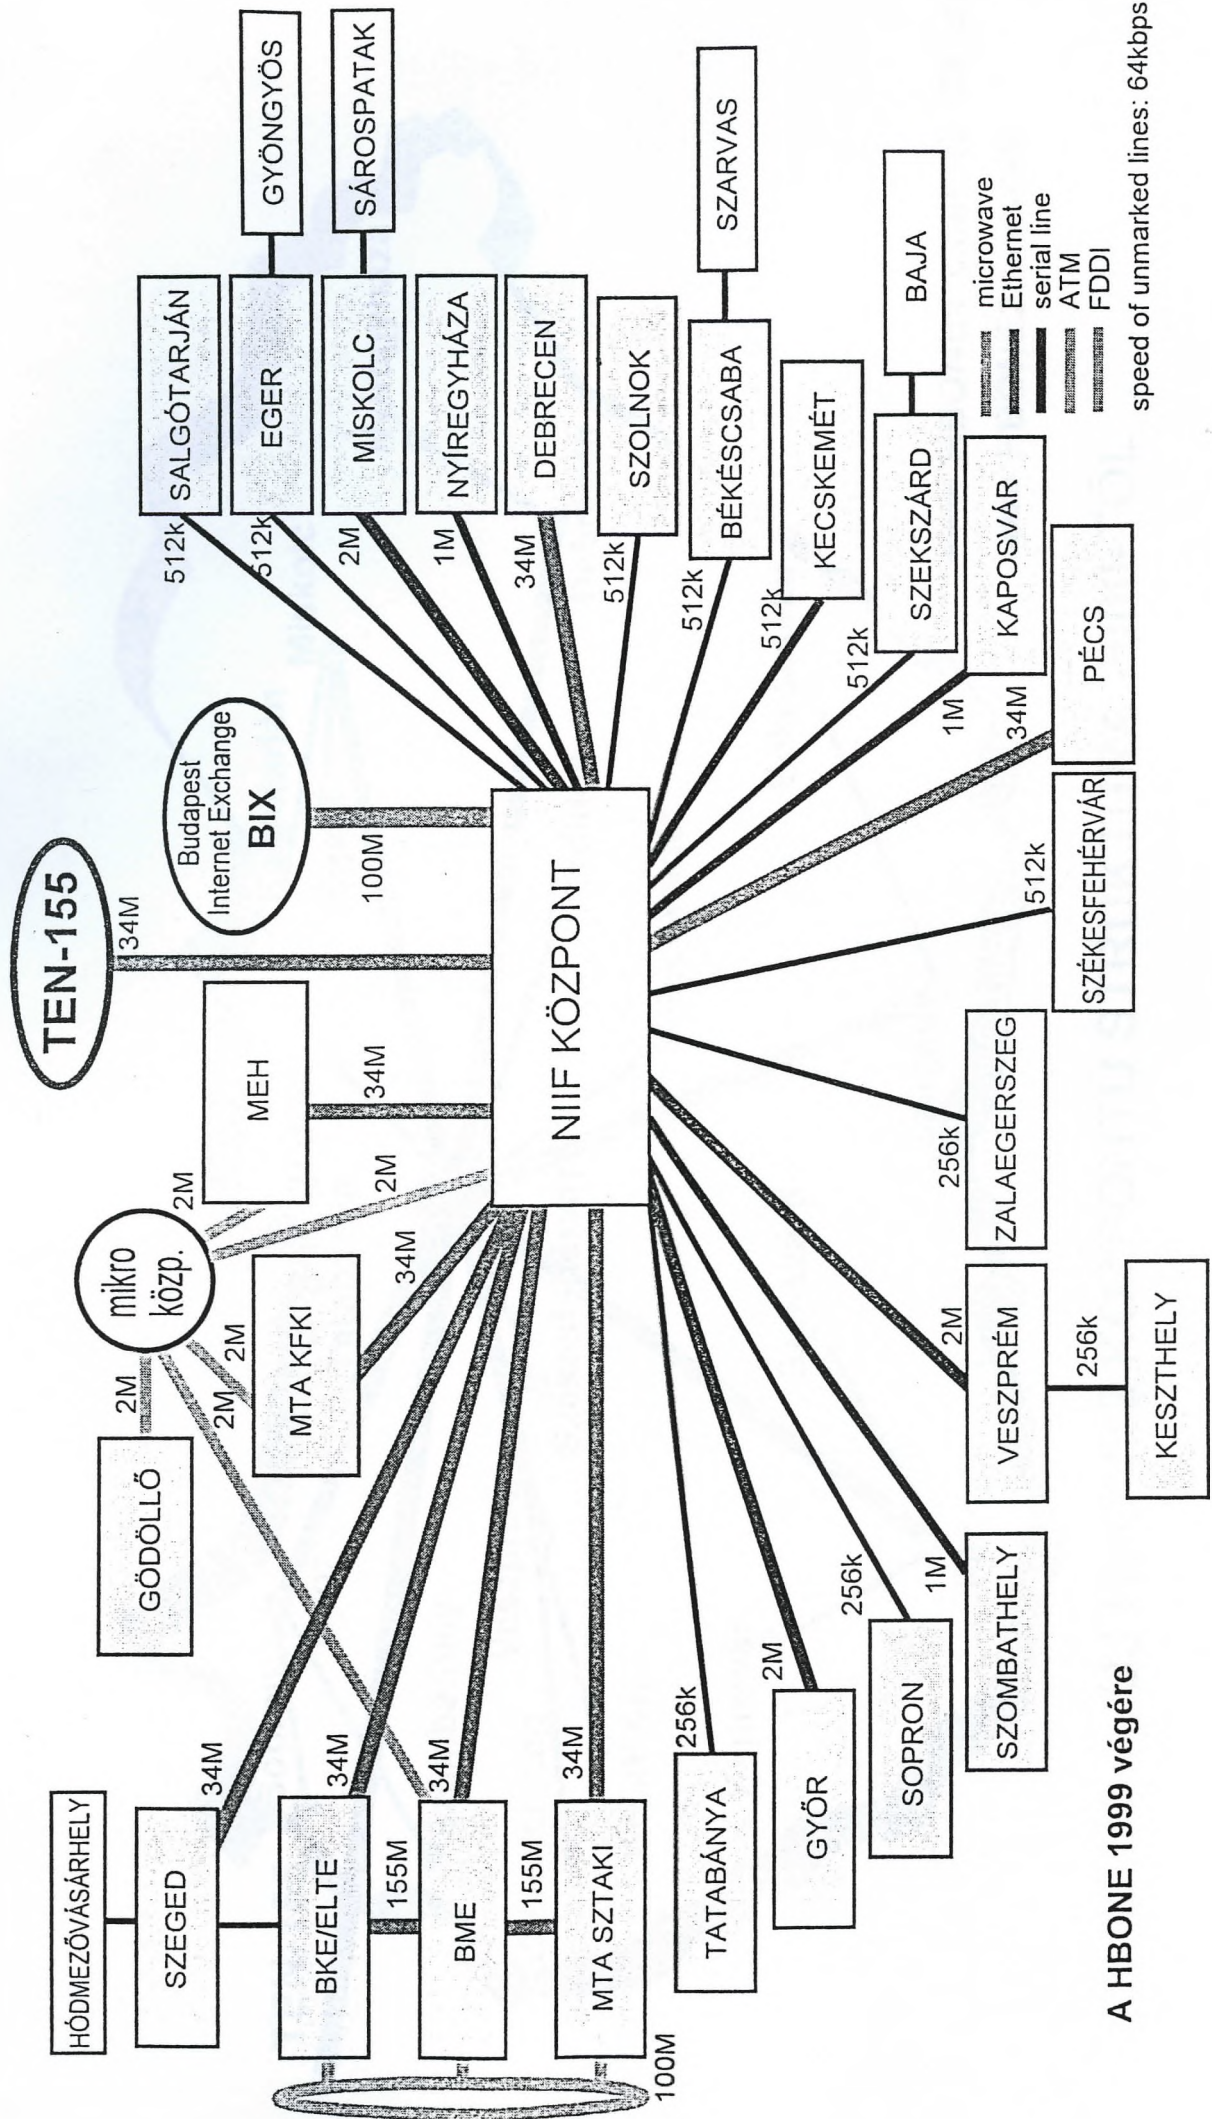 HÓDMEZŐVÁSÁRHELY
SZEGED
34M
BKE/ELTE
34M
155M
BME
34M
155M
MTA SZTAKI
34M
100M
GÖDÖLLŐ
2M
mikro
közp.
2M
2M
2M
2M
MTA KFKI
34M
MEH
34M
TEN-155
34M
Budapest
Internet Exchange
BIX
100M
NIIF KÖZPONT
SALGÓTARJÁN
512k
EGER
512k
GYÖNGYÖS
MISKOLC
2M
SÁROSPATAK
NYÍREGYHÁZA
1M
DEBRECEN
34M
SZOLNOK
512k
BÉKÉSCSABA
512k
SZARVAS
KECSKEMÉT
512k
SZEKSZÁRD
512k
BAJA
KAPOSVÁR
1M
PÉCS
34M
SZÉKESFEHÉRVÁR
512k
ZALAEGERSZEG
256k
VESZPRÉM
2M
256k
KESZTHELY
SZOMBATHELY
1M
SOPRON
256k
GYŐR
2M
TATABÁNYA
256k
microwave
Ethernet
serial line
ATM
FDDI
speed of unmarked lines: 64kbps
A HBONE 1999 végére